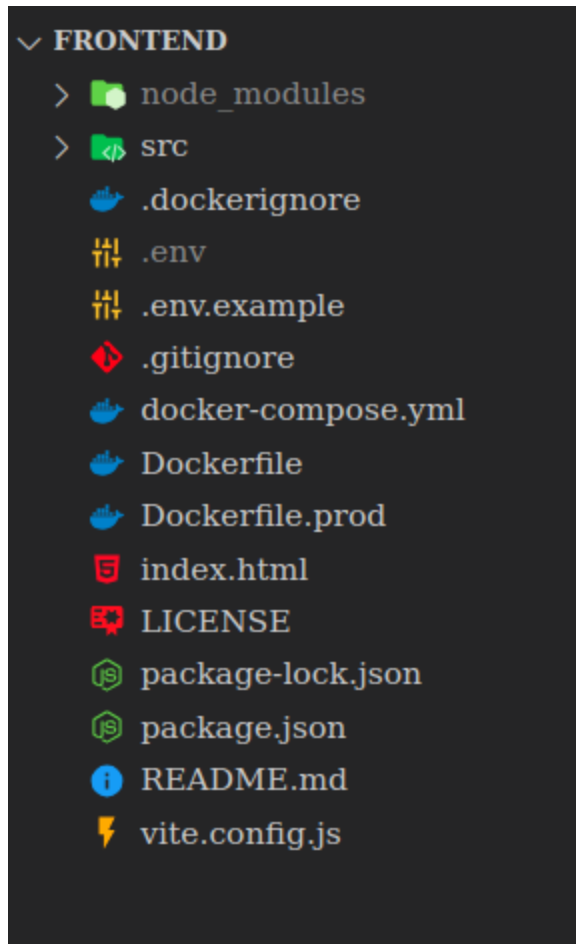 FRONTEND
node_modules
src
.dockerignore
.env
.env.example
.gitignore
docker-compose.yml
Dockerfile
Dockerfile.prod
index.html
LICENSE
package-lock.json
package.json
README.md
vite.config.js